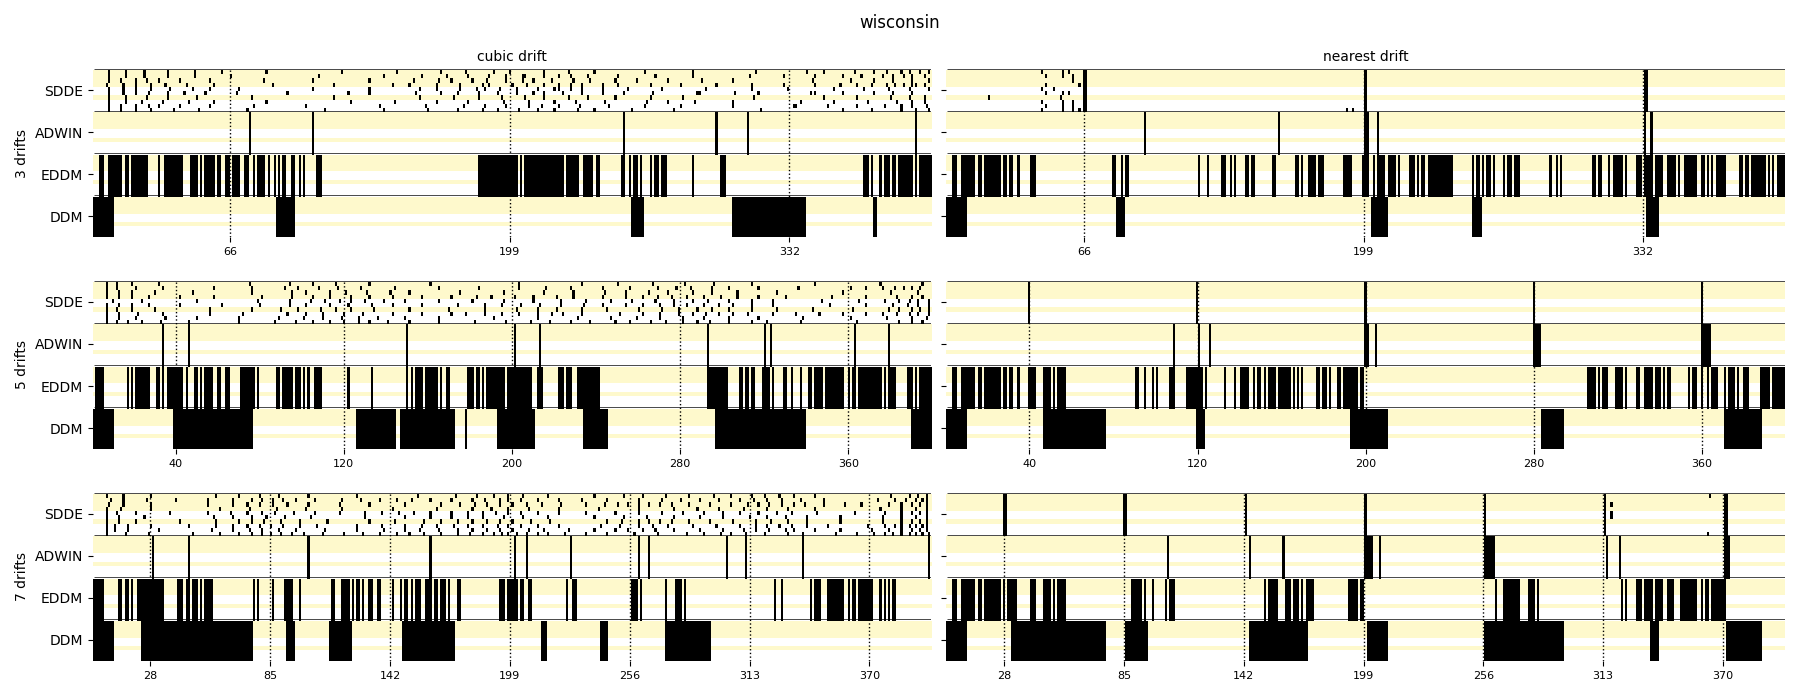 wisconsin
cubic drift nearest drift
3 drifts
SDDE
ADWIN
EDDM
DDM
66 199 332 66 199 332
5 drifts
SDDE
ADWIN
EDDM
DDM
40 120 200 280 360 40 120 200 280 360
7 drifts
SDDE
ADWIN
EDDM
DDM
28 85 142 199 256 313 370 28 85 142 199 256 313 370